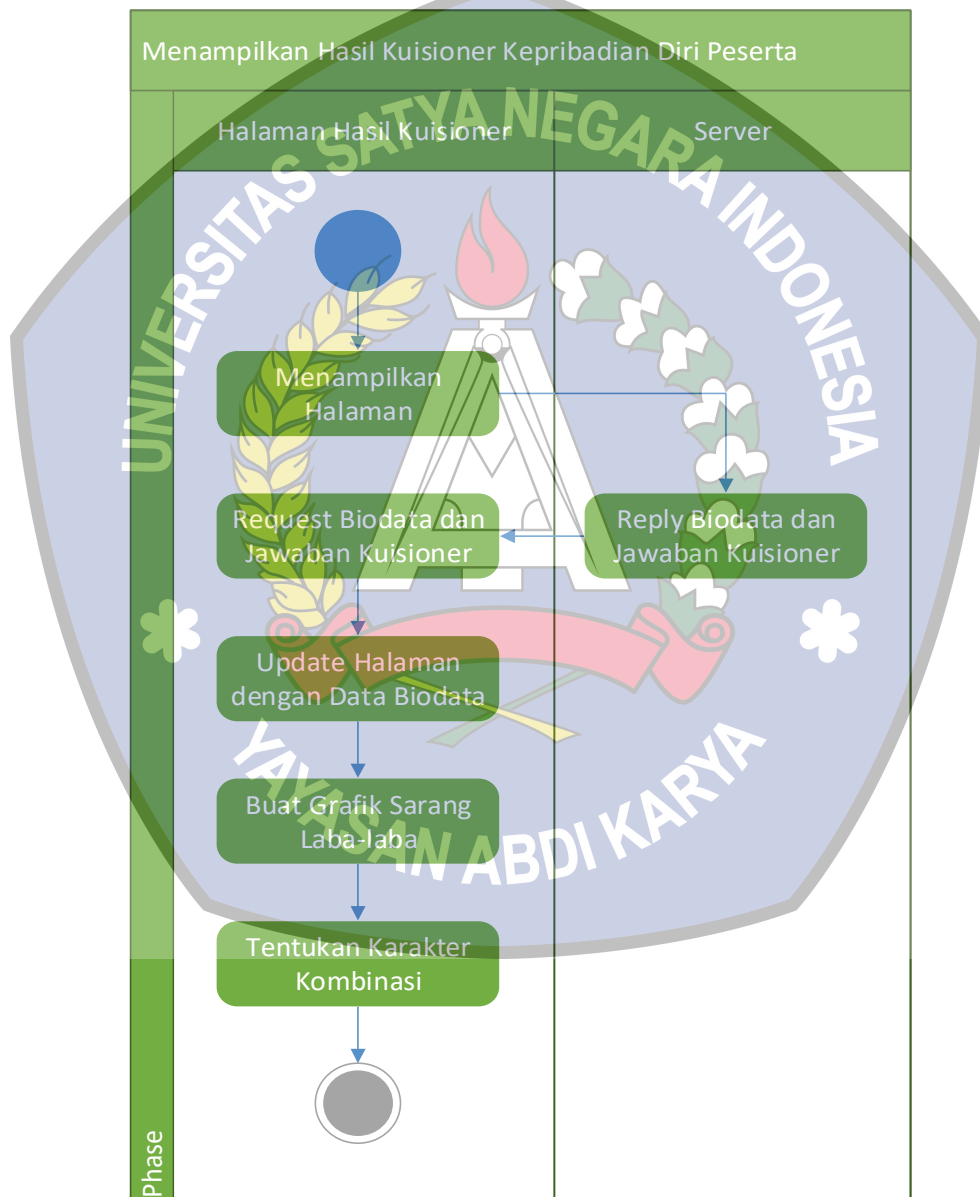 Menampilkan Hasil Kuisioner Kepribadian Diri Peserta
Halaman Hasil Kuisioner
Server
UNIVERSITAS SATYA NEGARA INDONESIA
Menampilkan
Halaman
Request Biodata dan
Jawaban Kuisioner
Reply Biodata dan
Jawaban Kuisioner
Update Halaman
dengan Data Biodata
Buat Grafik Sarang
Laba-laba
YAYASAN ABDI KARYA
Tentukan Karakter
Kombinasi
Phase